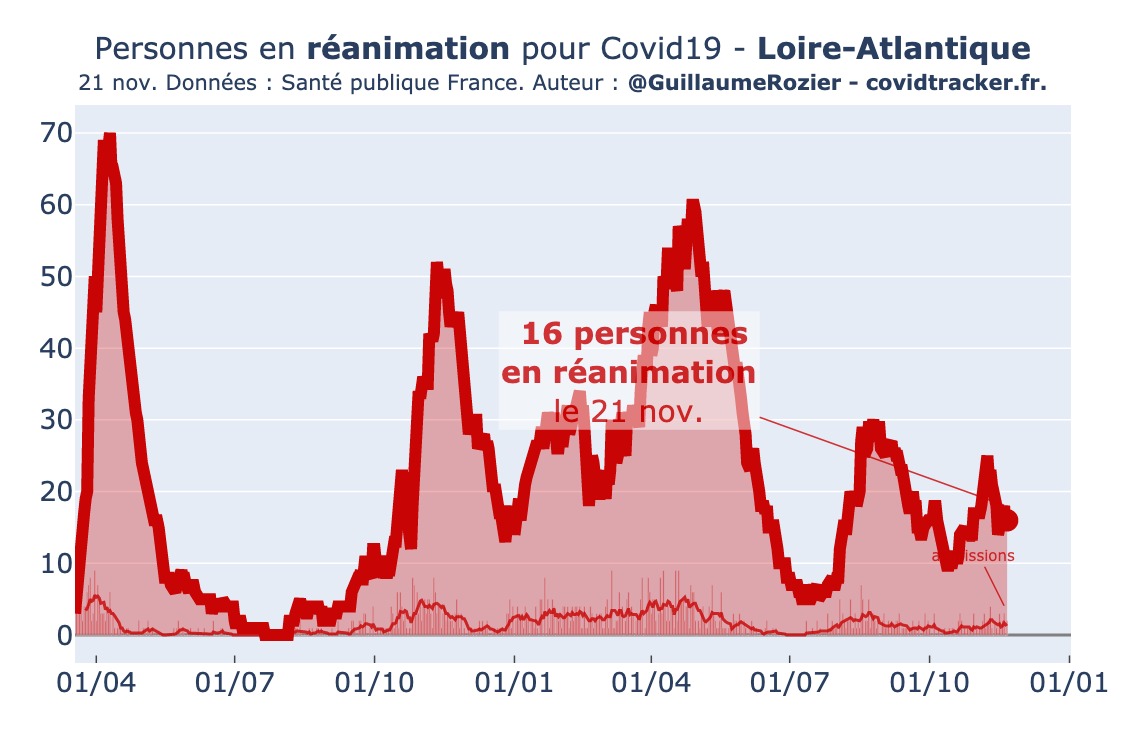 Personnes en réanimation pour Covid19 - Loire-Atlantique
21 nov. Données : Santé publique France. Auteur : @GuillaumeRozier - covidtracker.fr.
70
60
50
40
30
20
10
0
16 personnes
en réanimation
le 21 nov.
admissions
01/04 01/07 01/10 01/01 01/04 01/07 01/10 01/01